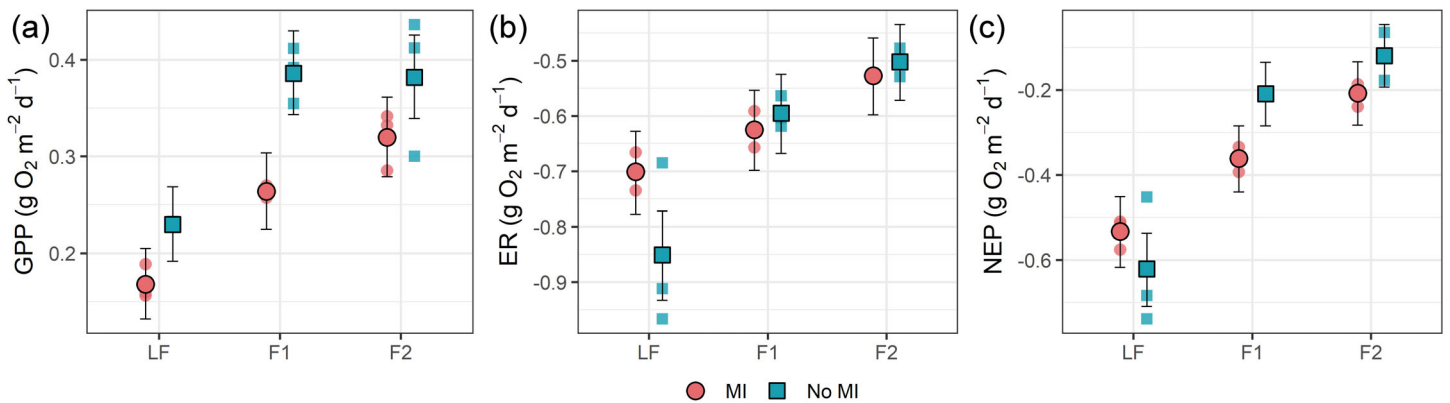 (a)
GPP (g O₂ m⁻² d⁻¹)
0.4
0.3
0.2
LF F1 F2
(b)
ER (g O₂ m⁻² d⁻¹)
-0.5
-0.6
-0.7
-0.8
-0.9
LF F1 F2
(c)
NEP (g O₂ m⁻² d⁻¹)
-0.2
-0.4
-0.6
LF F1 F2
MI No MI